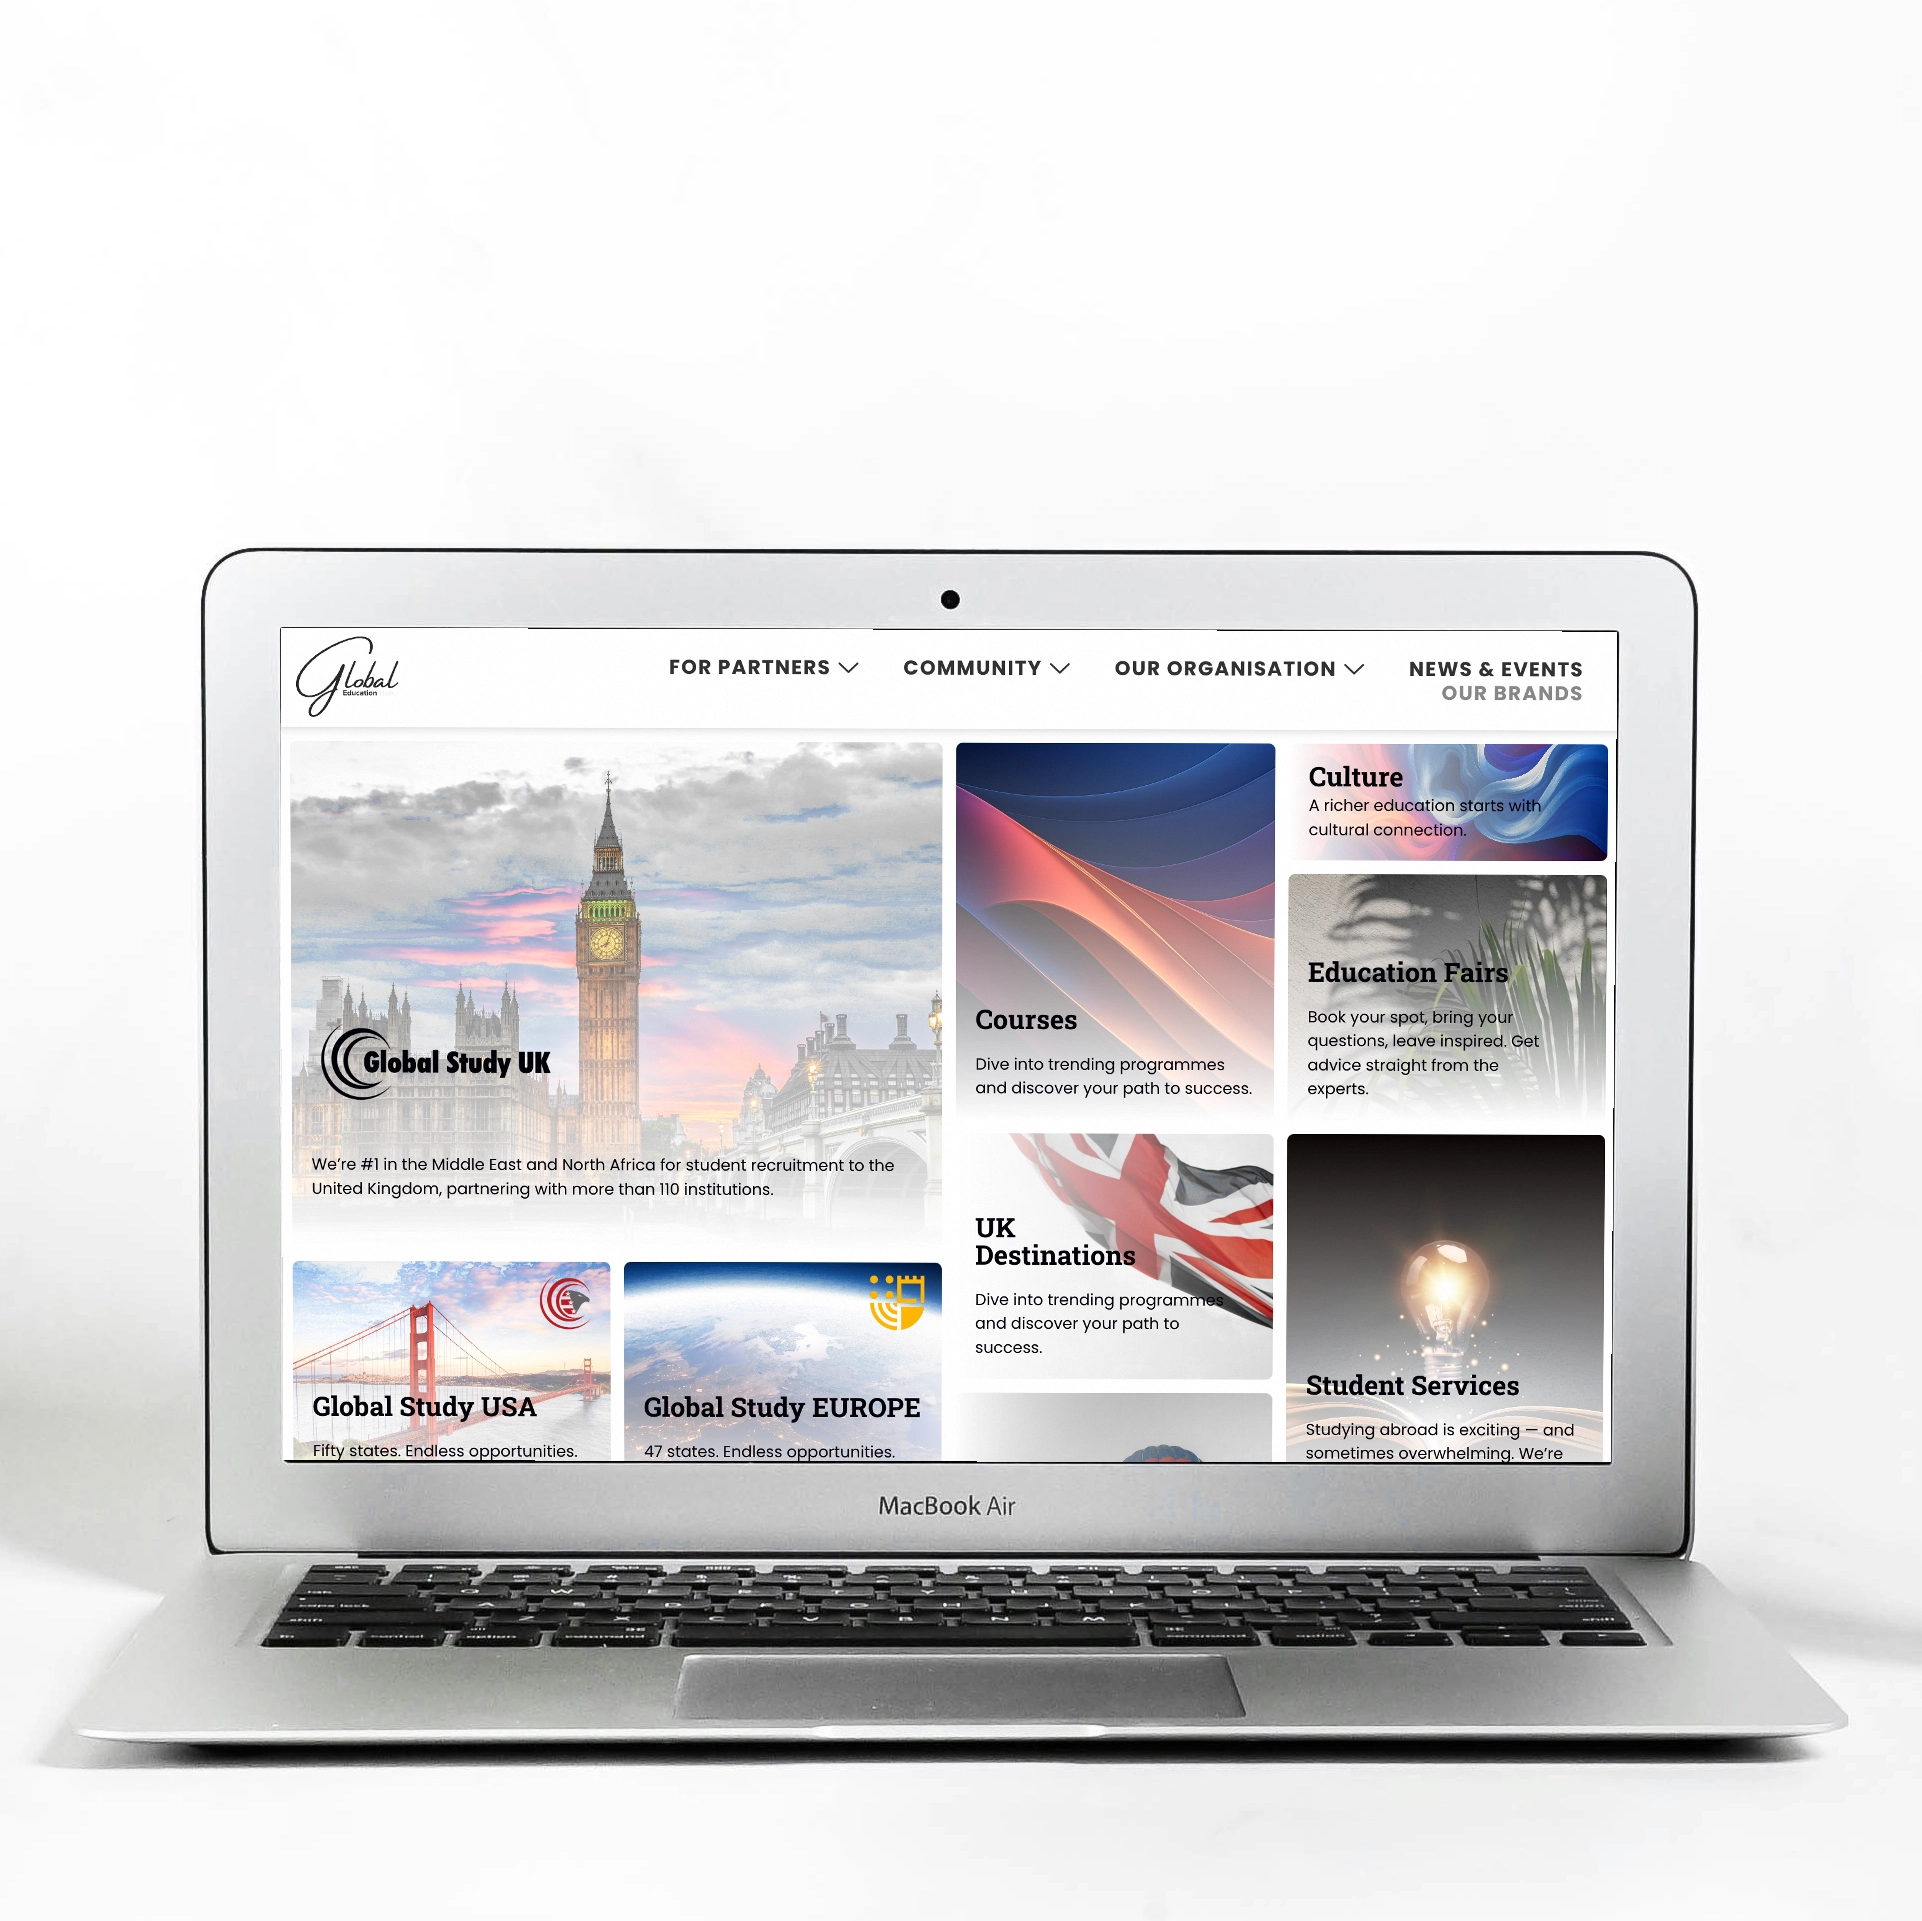 Global
Education
FOR PARTNERS
COMMUNITY
OUR ORGANISATION
NEWS & EVENTS
OUR BRANDS
Global Study UK
We're #1 in the Middle East and North Africa for student recruitment to the
United Kingdom, partnering with more than 110 institutions.
Global Study USA
Fifty states. Endless opportunities.
Global Study EUROPE
47 states. Endless opportunities.
Courses
Dive into trending programmes
and discover your path to success.
UK
Destinations
Dive into trending programmes
and discover your path to
success.
Culture
A richer education starts with
cultural connection.
Education Fairs
Book your spot, bring your
questions, leave inspired. Get
advice straight from the
experts.
Student Services
Studying abroad is exciting — and
sometimes overwhelming. We're
MacBook Air